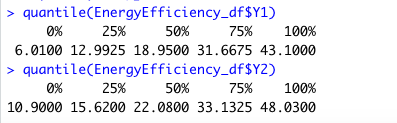 > quantile(EnergyEfficiency_df$Y1)
0% 25% 50% 75% 100%
6.0100 12.9925 18.9500 31.6675 43.1000
> quantile(EnergyEfficiency_df$Y2)
0% 25% 50% 75% 100%
10.9000 15.6200 22.0800 33.1325 48.0300